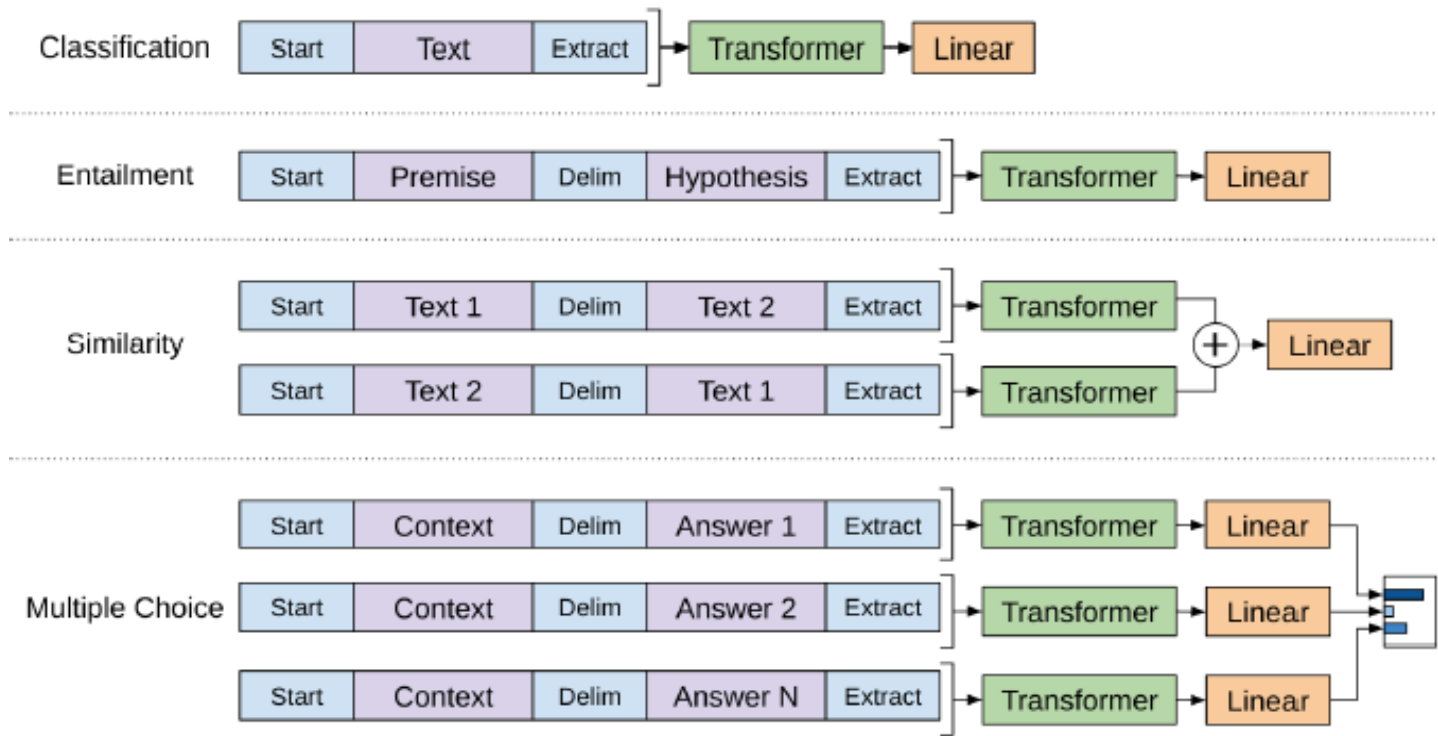 Classification Start Text Extract Transformer Linear
Entailment Start Premise Delim Hypothesis Extract Transformer Linear
Similarity
Start Text 1 Delim Text 2 Extract Transformer
+ Linear
Start Text 2 Delim Text 1 Extract Transformer
Multiple Choice
Start Context Delim Answer 1 Extract Transformer Linear
Start Context Delim Answer 2 Extract Transformer Linear
Start Context Delim Answer N Extract Transformer Linear